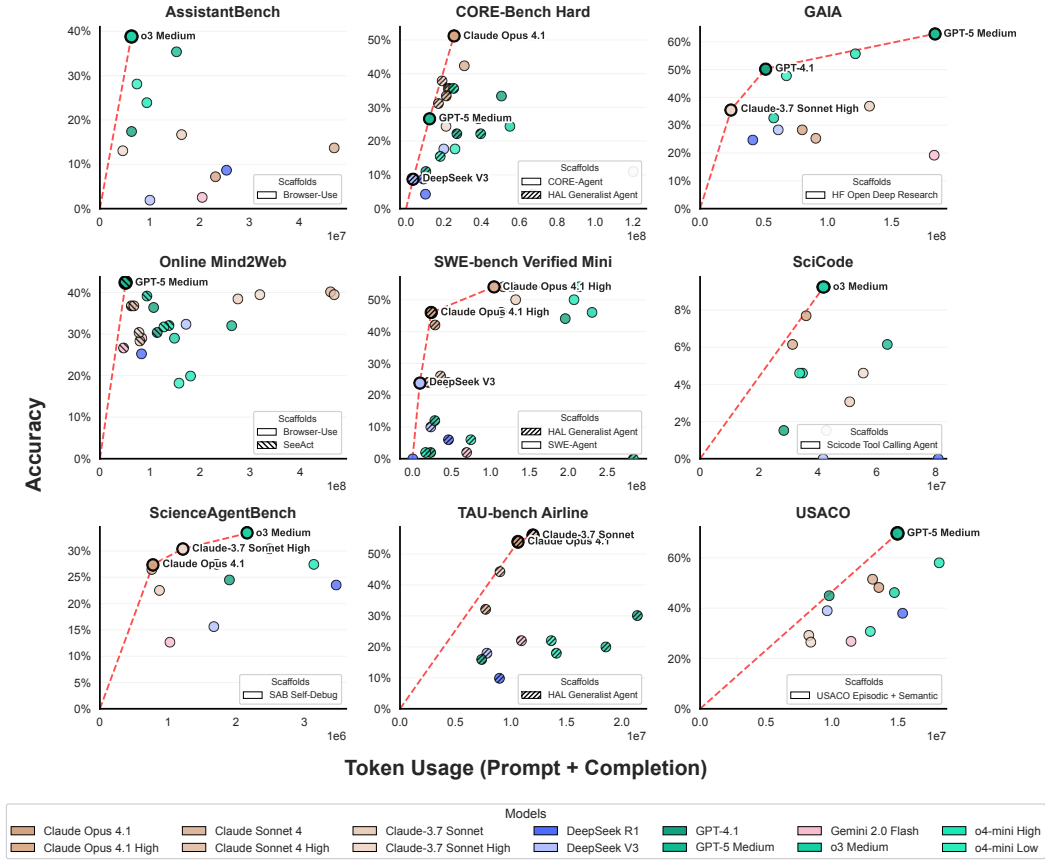 AssistantBench
40%
30%
20%
10%
0%
0
1
2
3
4
1e7
o3 Medium
Scaffolds
Browser-Use
CORE-Bench Hard
50%
40%
30%
20%
10%
0%
0.0
0.2
0.4
0.6
0.8
1.0
1.2
1e8
Claude Opus 4.1
GPT-5 Medium
DeepSeek V3
Scaffolds
CORE-Agent
HAL Generalist Agent
GAIA
60%
50%
40%
30%
20%
10%
0%
0.0
0.5
1.0
1.5
1e8
GPT-5 Medium
GPT-4.1
Claude-3.7 Sonnet High
Scaffolds
HF Open Deep Research
Online Mind2Web
40%
30%
20%
10%
0%
0
1
2
3
4
1e8
GPT-5 Medium
Scaffolds
Browser-Use
SeeAct
SWE-bench Verified Mini
50%
40%
30%
20%
10%
0%
0.0
0.5
1.0
1.5
2.0
2.5
1e8
Claude Opus 4.1 High
Claude Opus 4.1 High
DeepSeek V3
Scaffolds
HAL Generalist Agent
SWE-Agent
SciCode
8%
6%
4%
2%
0%
0
2
4
6
8
1e7
o3 Medium
Scaffolds
Scicode Tool Calling Agent
ScienceAgentBench
30%
25%
20%
15%
10%
5%
0%
0
1
2
3
1e6
o3 Medium
Claude-3.7 Sonnet High
Claude Opus 4.1
Scaffolds
SAB Self-Debug
TAU-bench Airline
50%
40%
30%
20%
10%
0%
0.0
0.5
1.0
1.5
2.0
1e7
Claude-3.7 Sonnet
Claude Opus 4.1
Scaffolds
HAL Generalist Agent
USACO
60%
40%
20%
0%
0.0
0.5
1.0
1.5
1e7
GPT-5 Medium
Scaffolds
USACO Episodic + Semantic
Accuracy
Token Usage (Prompt + Completion)
Models
Claude Opus 4.1
Claude Sonnet 4
Claude-3.7 Sonnet
DeepSeek R1
GPT-4.1
Gemini 2.0 Flash
o4-mini High
Claude Opus 4.1 High
Claude Sonnet 4 High
Claude-3.7 Sonnet High
DeepSeek V3
GPT-5 Medium
o3 Medium
o4-mini Low